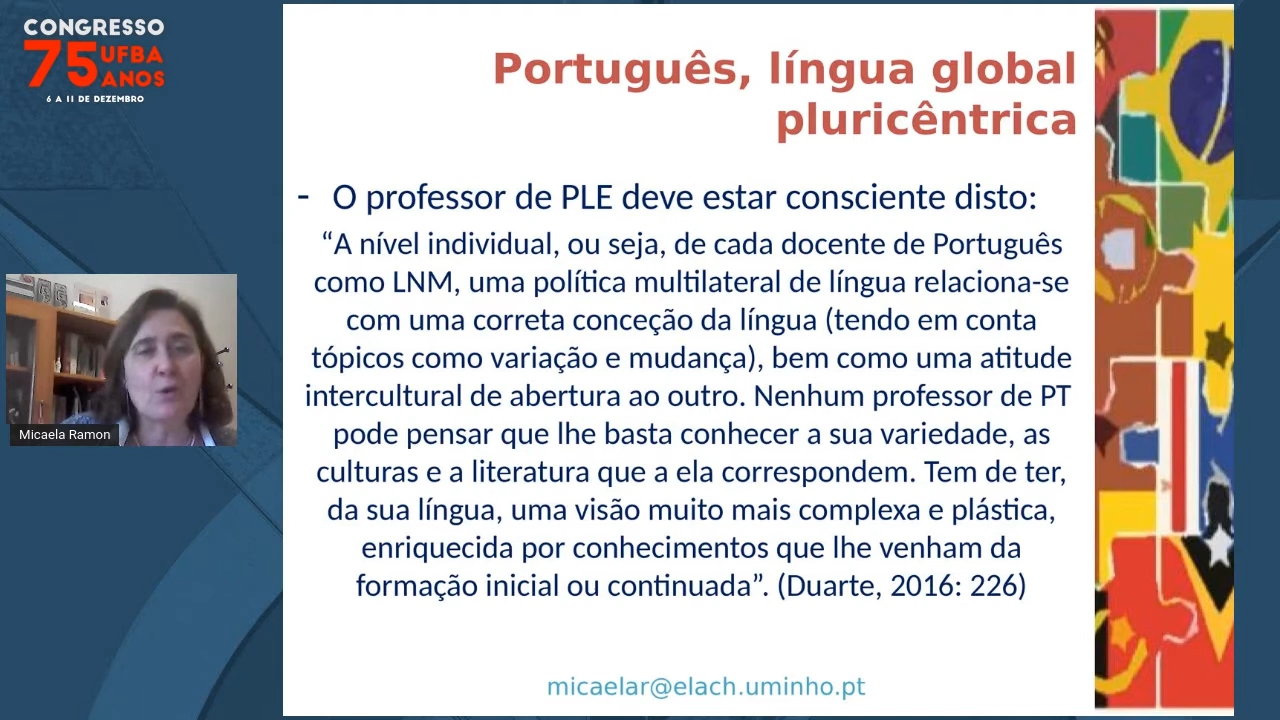 CONGRESSO
75 UFBA
ANOS
6 A 11 DE DEZEMBRO
Português, língua global
pluricêntrica
- O professor de PLE deve estar consciente disto:
“A nível individual, ou seja, de cada docente de Português
como LNM, uma política multilateral de língua relaciona-se
com uma correta conceção da língua (tendo em conta
tópicos como variação e mudança), bem como uma atitude
intercultural de abertura ao outro. Nenhum professor de PT
pode pensar que lhe basta conhecer a sua variedade, as
culturas e a literatura que a ela correspondem. Tem de ter,
da sua língua, uma visão muito mais complexa e plástica,
enriquecida por conhecimentos que lhe venham da
formação inicial ou continuada”. (Duarte, 2016: 226)
Micaela Ramon
micaelar@elach.uminho.pt